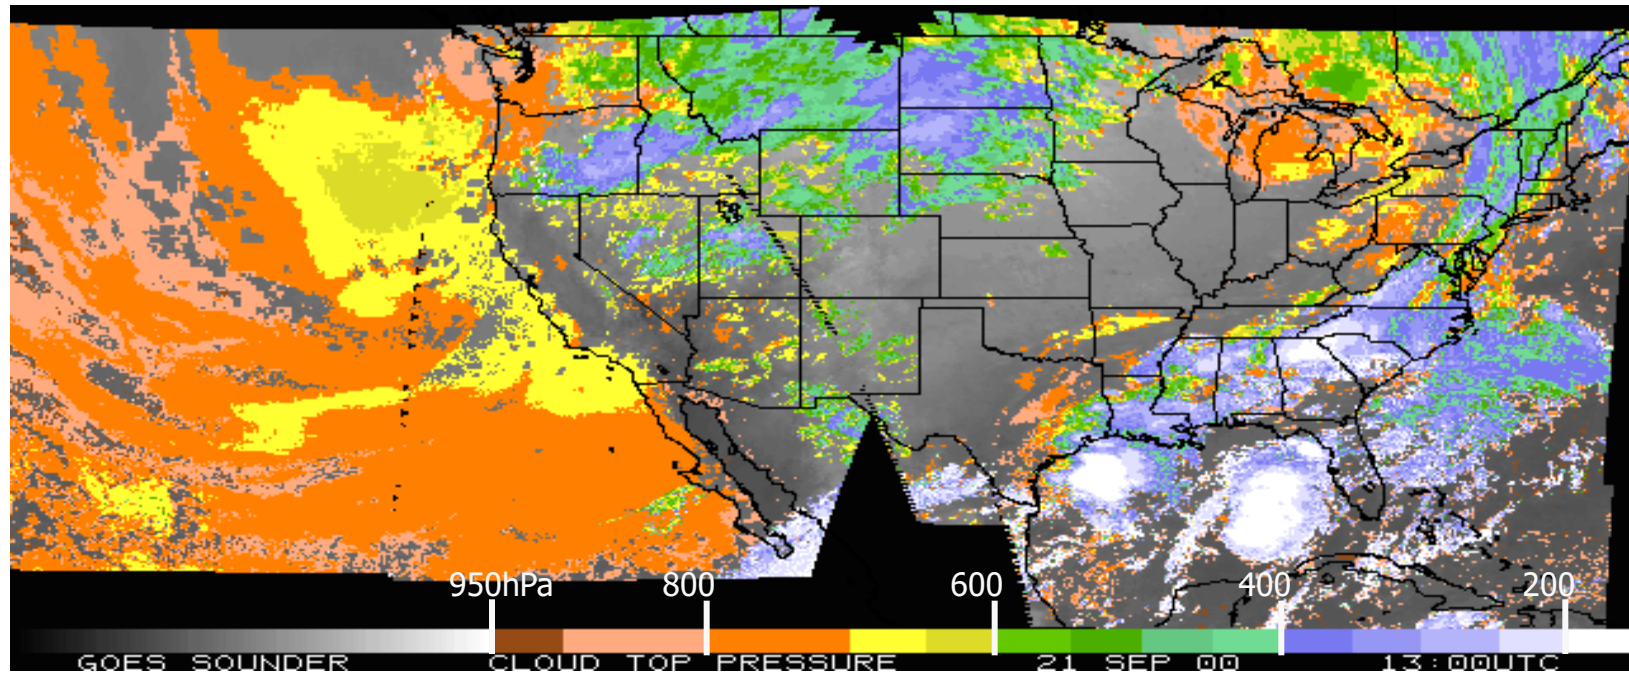 950hPa 800 600 400 200
GOES SOUNDER CLOUD TOP PRESSURE 21 SEP 00 13:00UTC